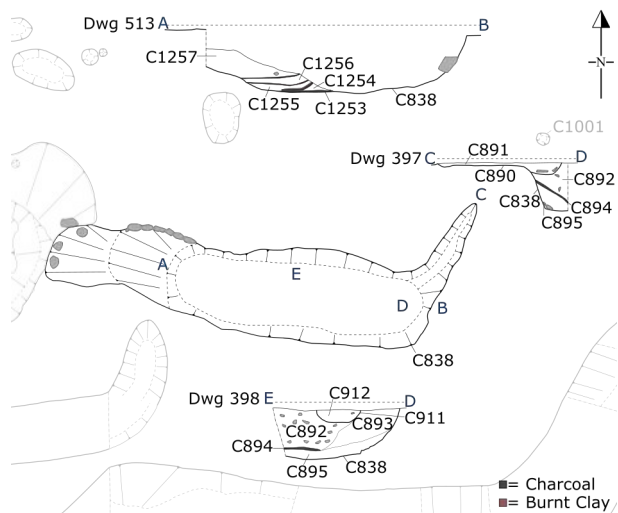 Dwg 513 A B
C1257
C1256
C1254
C1255
C1253
C838
N
C1001
Dwg 397 C D
C891
C890
C892
C838
C894
C895
C
A
E
D
B
C838
Dwg 398 E D
C912
C911
C892
C893
C894
C895
C838
= Charcoal
= Burnt Clay